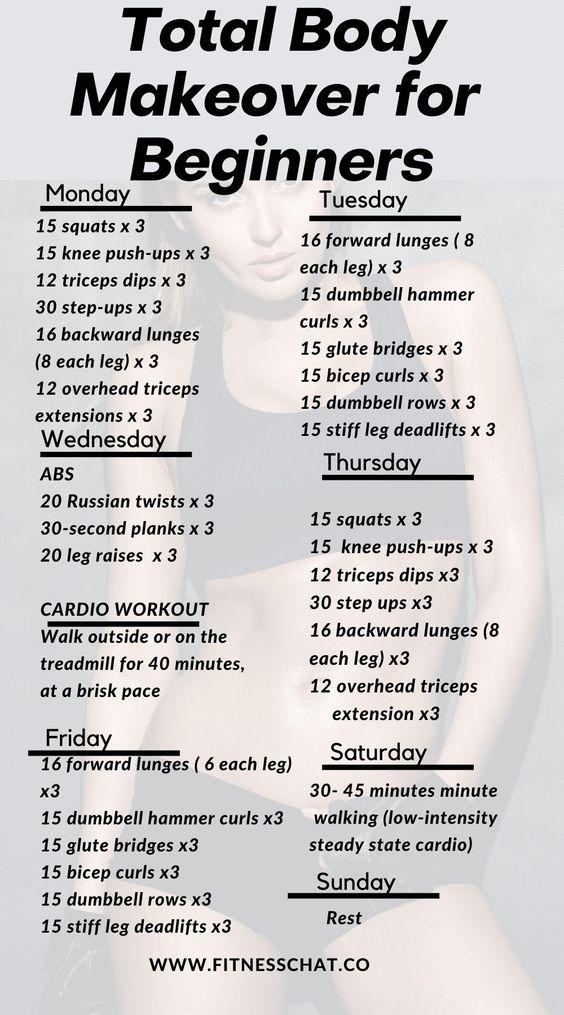 Total Body
Makeover for
Beginners
Monday
15 squats x 3
15 knee push-ups x 3
12 triceps dips x 3
30 step-ups x 3
16 backward lunges
(8 each leg) x 3
12 overhead triceps
extensions x 3
Tuesday
16 forward lunges ( 8
each leg) x 3
15 dumbbell hammer
curls x 3
15 glute bridges x 3
15 bicep curls x 3
15 dumbbell rows x 3
15 stiff leg deadlifts x 3
Wednesday
ABS
20 Russian twists x 3
30-second planks x 3
20 leg raises x 3
CARDIO WORKOUT
Walk outside or on the
treadmill for 40 minutes,
at a brisk pace
Thursday
15 squats x 3
15 knee push-ups x 3
12 triceps dips x3
30 step ups x3
16 backward lunges (8
each leg) x3
12 overhead triceps
extension x3
Friday
16 forward lunges ( 6 each leg)
x3
15 dumbbell hammer curls x3
15 glute bridges x3
15 bicep curls x3
15 dumbbell rows x3
15 stiff leg deadlifts x3
Saturday
30- 45 minutes minute
walking (low-intensity
steady state cardio)
Sunday
Rest
WWW.FITNESSCHAT.CO